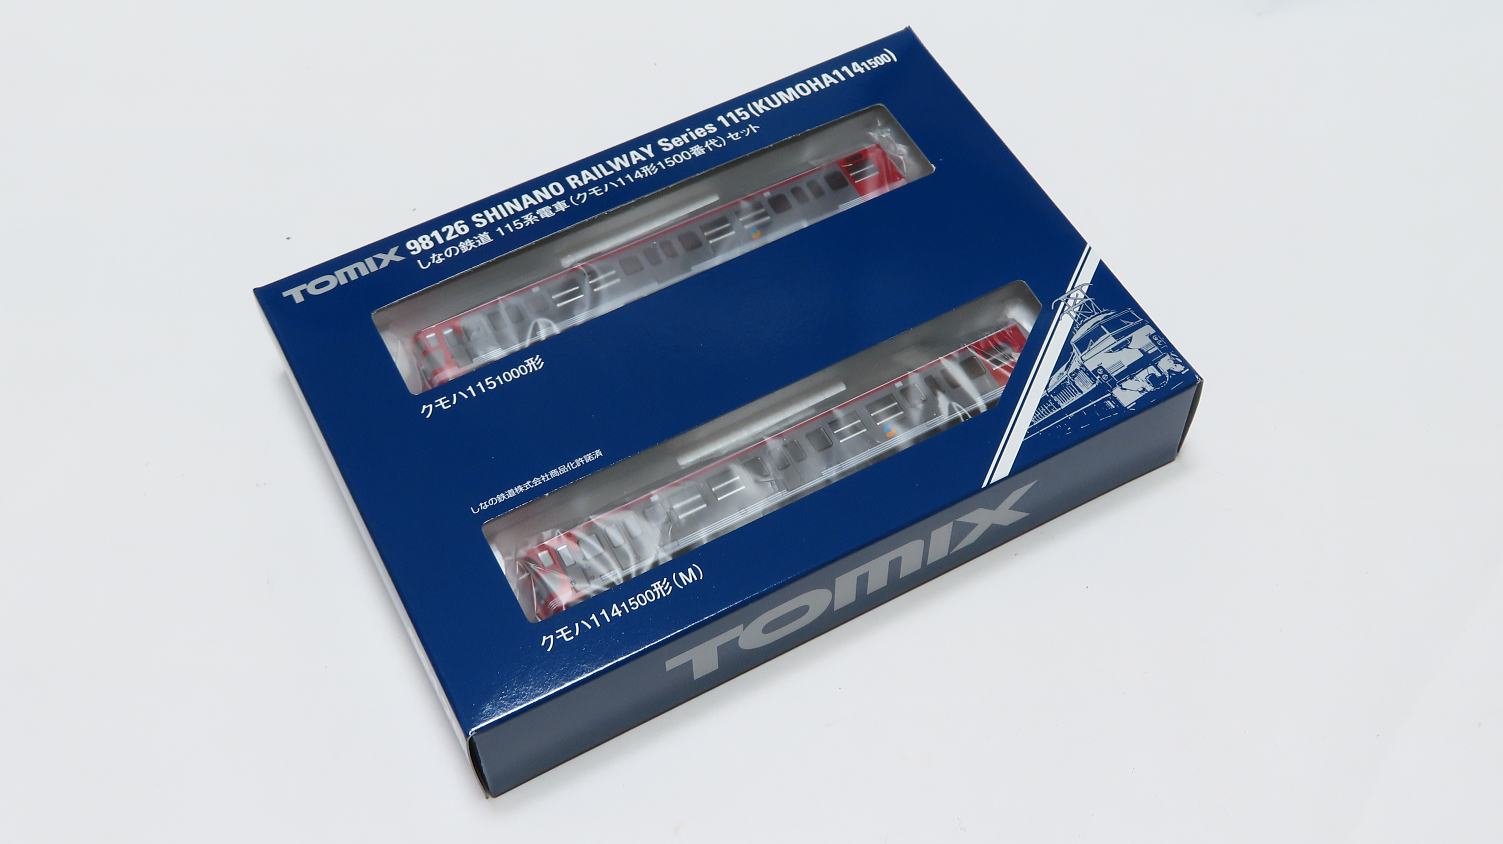 TOMIX 98126 SHINANO RAILWAY Series 115(KUMOHA1141500)
しなの鉄道 115系電車(クモハ114形1500番代)セット
クモハ1151000形
しなの鉄道株式会社商品化許諾済
クモハ1141500形(M)
TOMIX